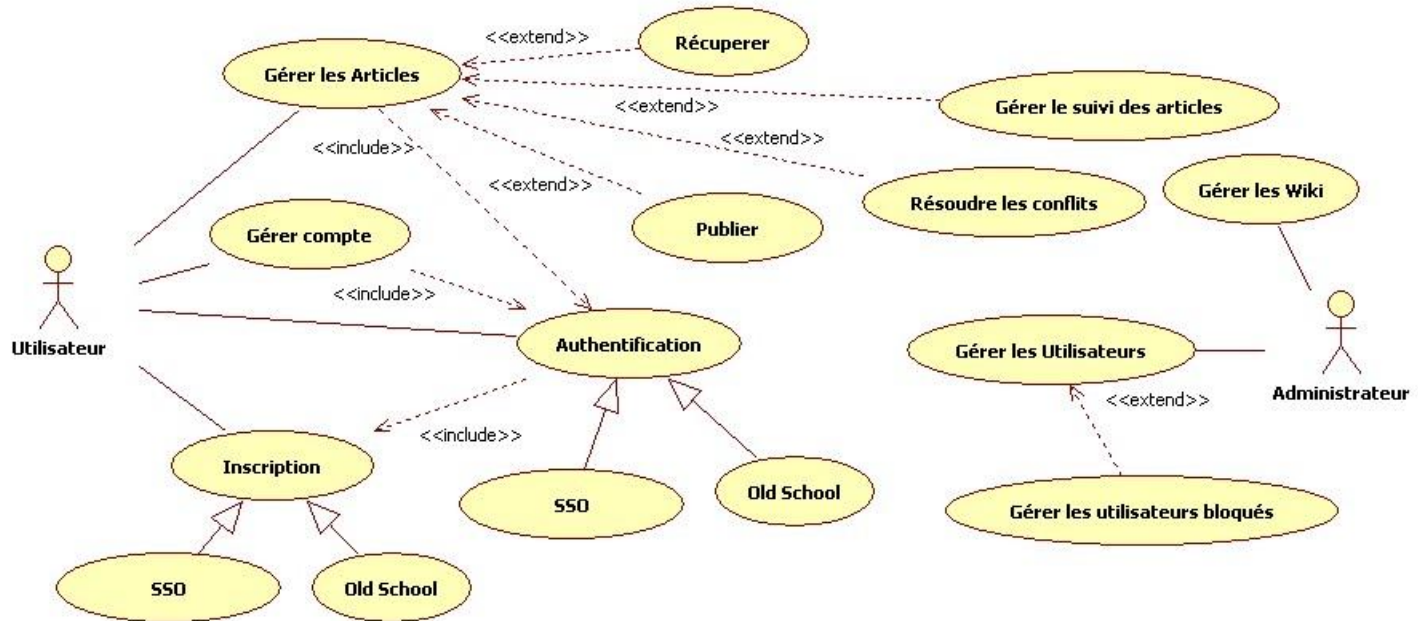 <<extend>>
Récuperer
Gérer les Articles
<<extend>>
Gérer le suivi des articles
<<include>>
<<extend>>
<<extend>>
Gérer les Wiki
Résoudre les conflits
Publier
Gérer compte
<<include>>
Utilisateur
Authentification
Gérer les Utilisateurs
Administrateur
<<extend>>
<<include>>
Inscription
SSO
Old School
Gérer les utilisateurs bloqués
SSO
Old School